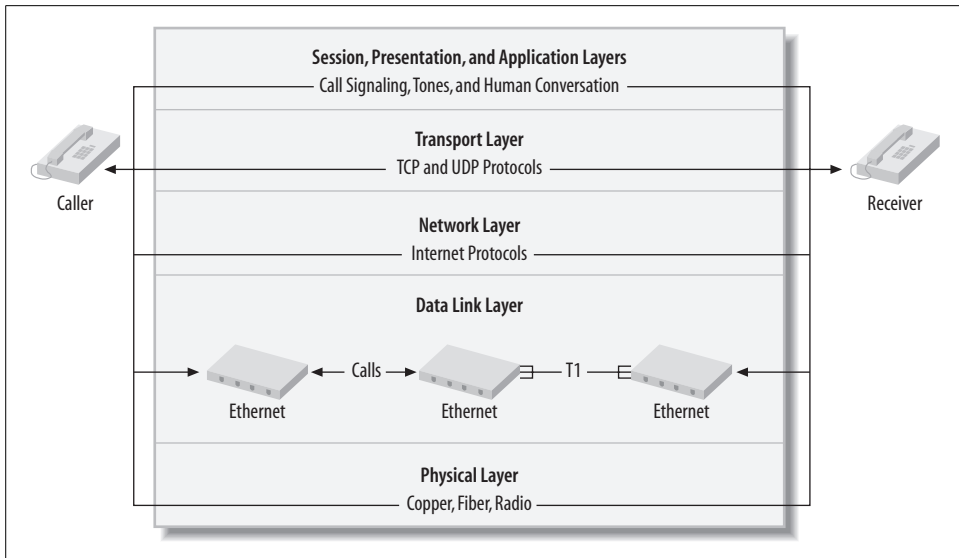 Session, Presentation, and Application Layers
Call Signaling, Tones, and Human Conversation
Transport Layer
TCP and UDP Protocols
Caller
Receiver
Network Layer
Internet Protocols
Data Link Layer
Calls
T1
Ethernet
Ethernet
Ethernet
Physical Layer
Copper, Fiber, Radio